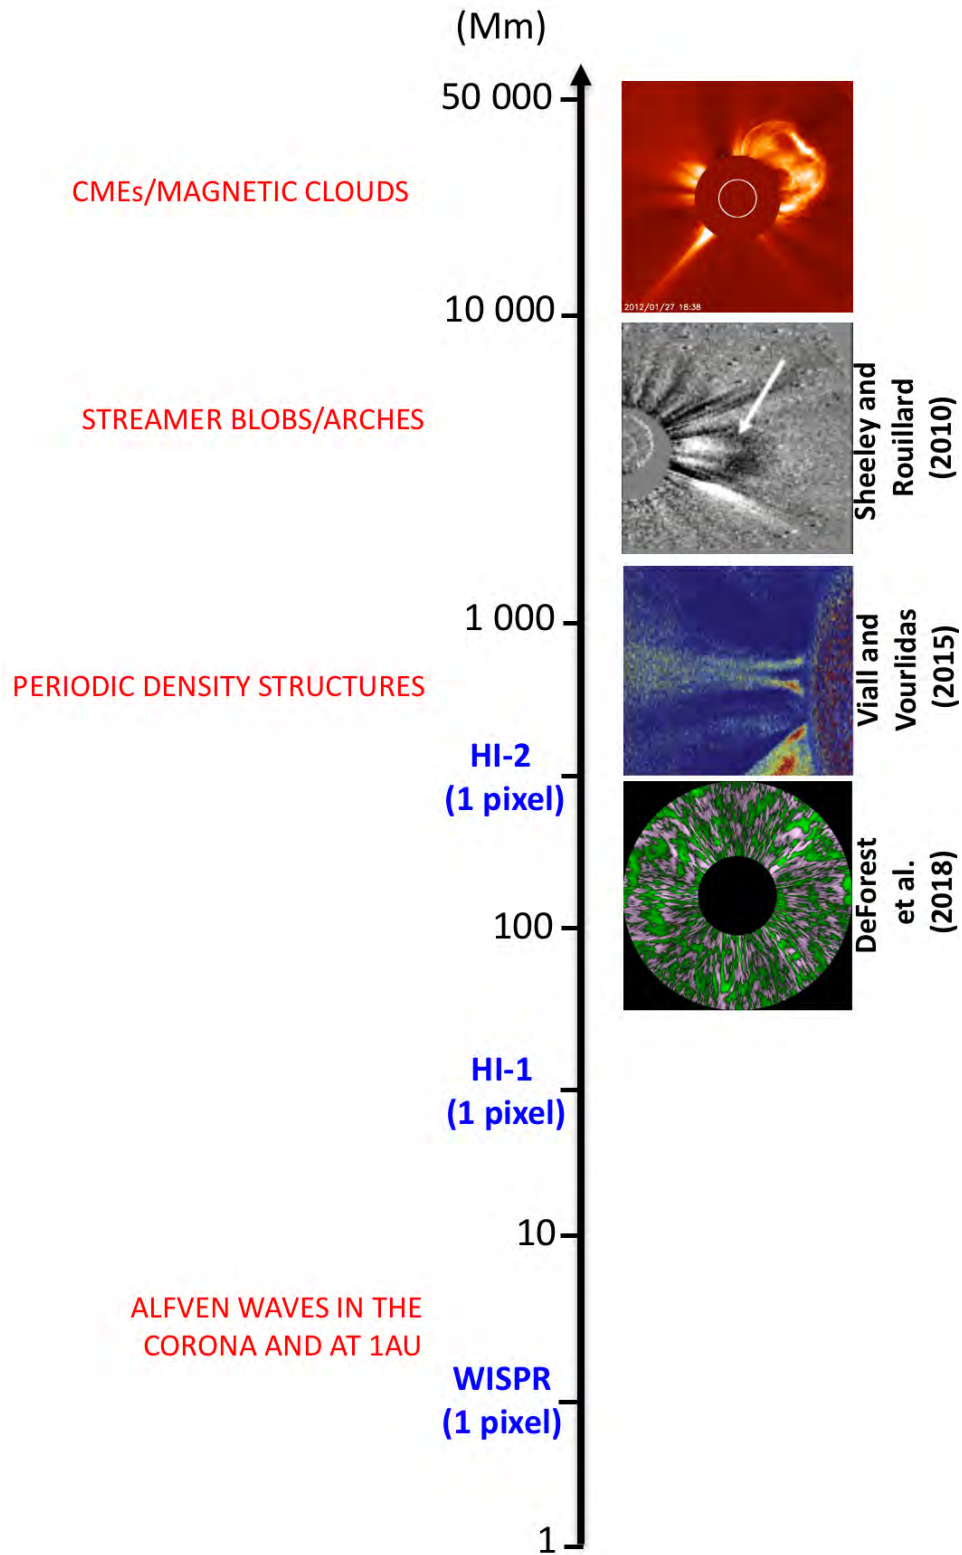 (Mm)
50 000
CMEs/MAGNETIC CLOUDS
2012/01/27 16:38
10 000
STREAMER BLOBS/ARCHES
Sheeley and
Rouillard
(2010)
1 000
PERIODIC DENSITY STRUCTURES
Viall and
Vourlidas
(2015)
HI-2
(1 pixel)
DeForest
et al.
(2018)
100
HI-1
(1 pixel)
10
ALFVEN WAVES IN THE
CORONA AND AT 1AU
WISPR
(1 pixel)
1